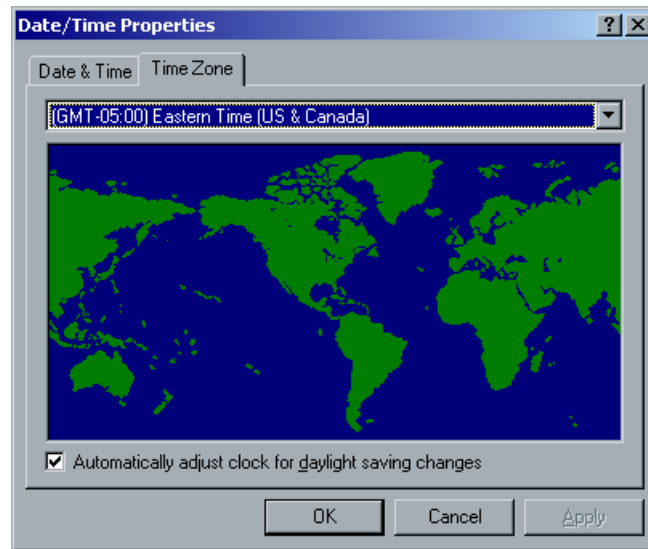 Date/Time Properties
Date & Time
Time Zone
(GMT-05:00) Eastern Time (US & Canada)
Automatically adjust clock for daylight saving changes
OK
Cancel
Apply